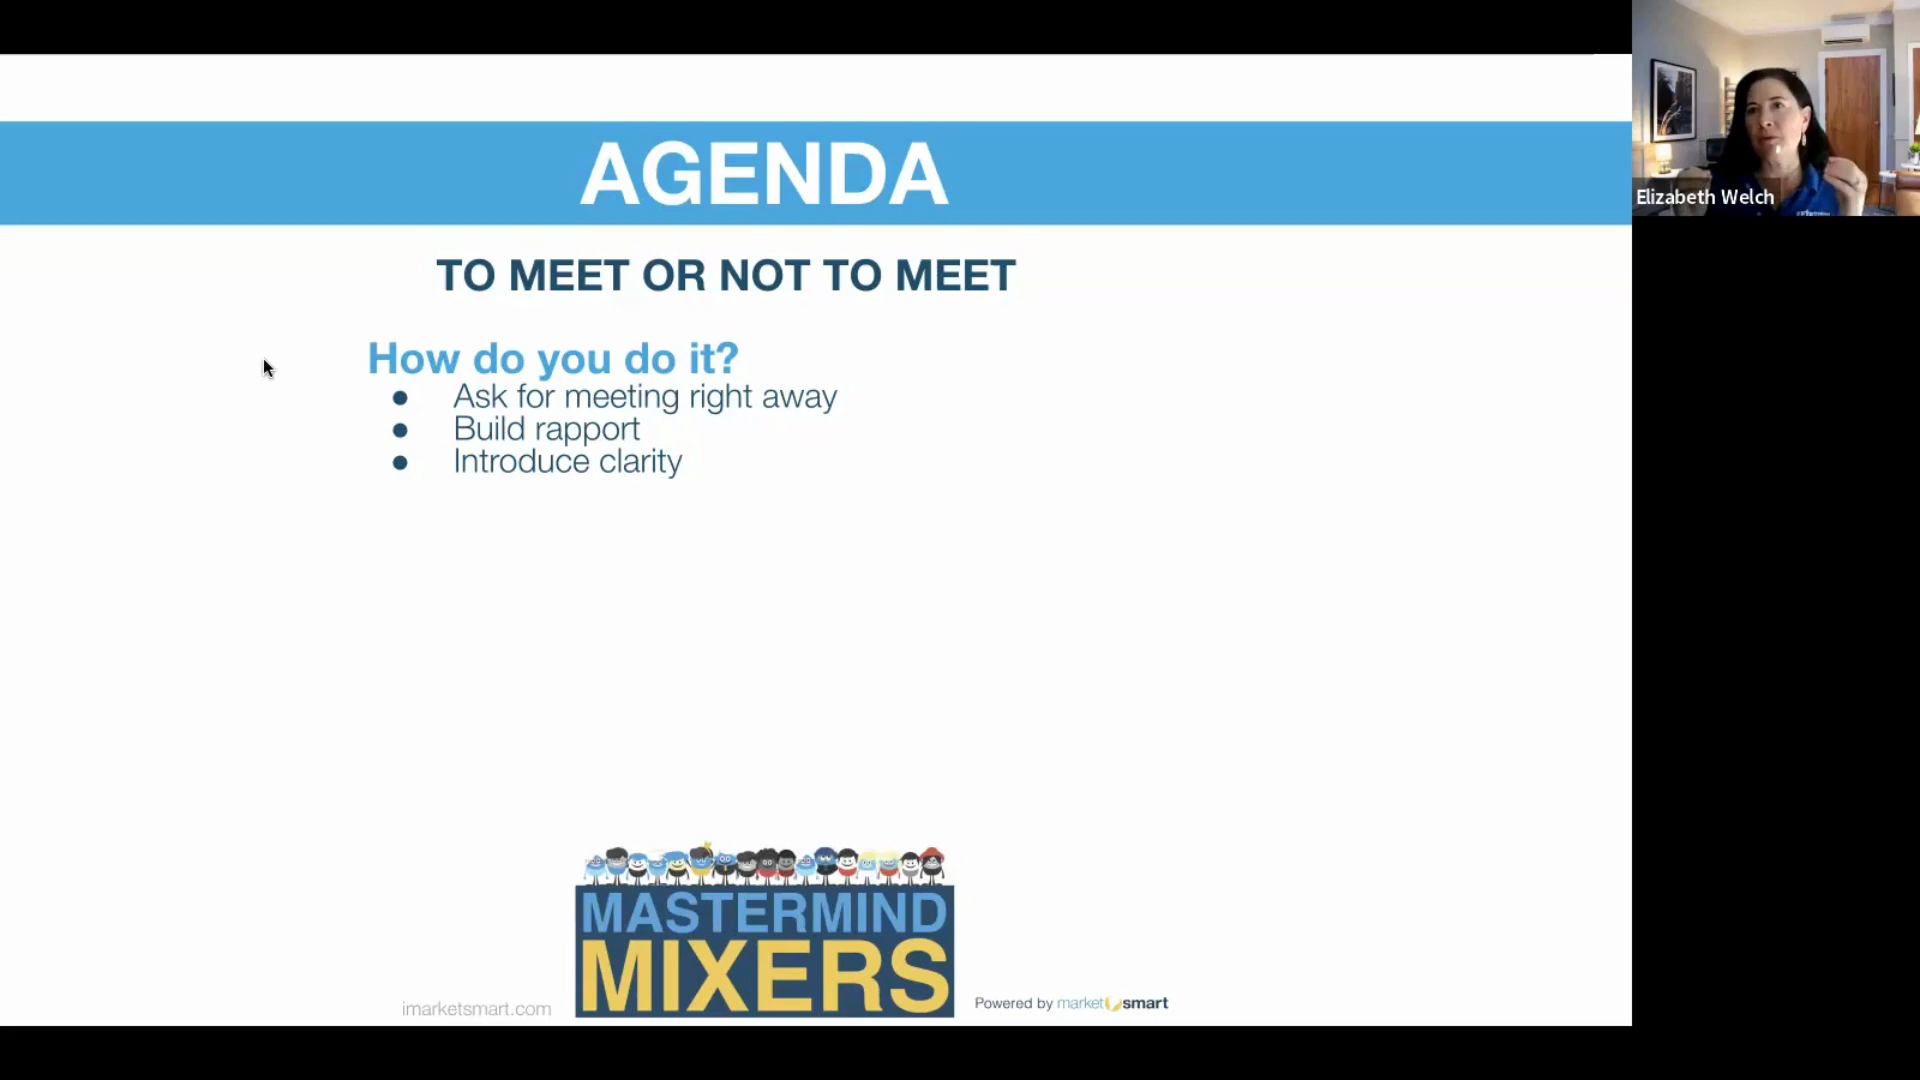 AGENDA
TO MEET OR NOT TO MEET
How do you do it?
● Ask for meeting right away
● Build rapport
● Introduce clarity
MASTERMIND
MIXERS
imarketsmart.com
Powered by marketsmart
Elizabeth Welch